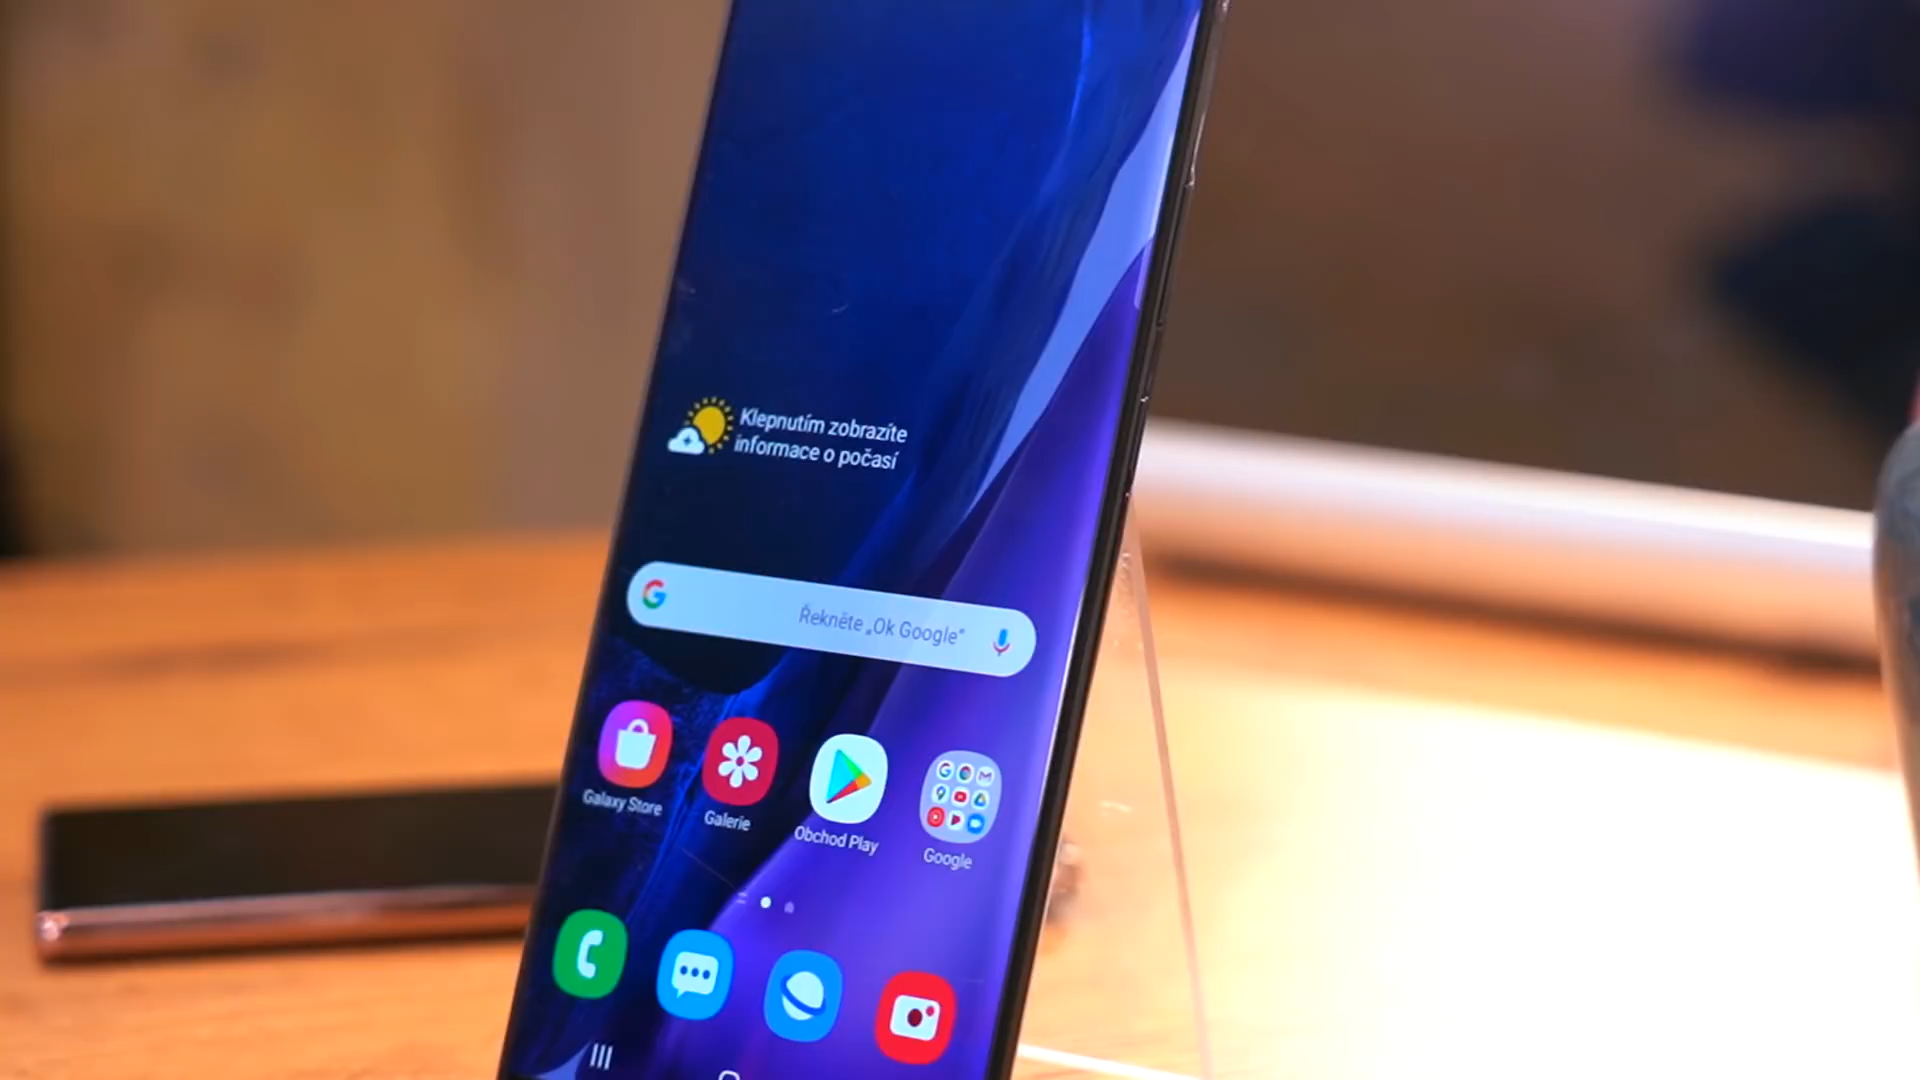 Klepnutím zobrazíte
informace o počasí
Řekněte „Ok Google“
Galaxy Store
Galerie
Obchod Play
Google